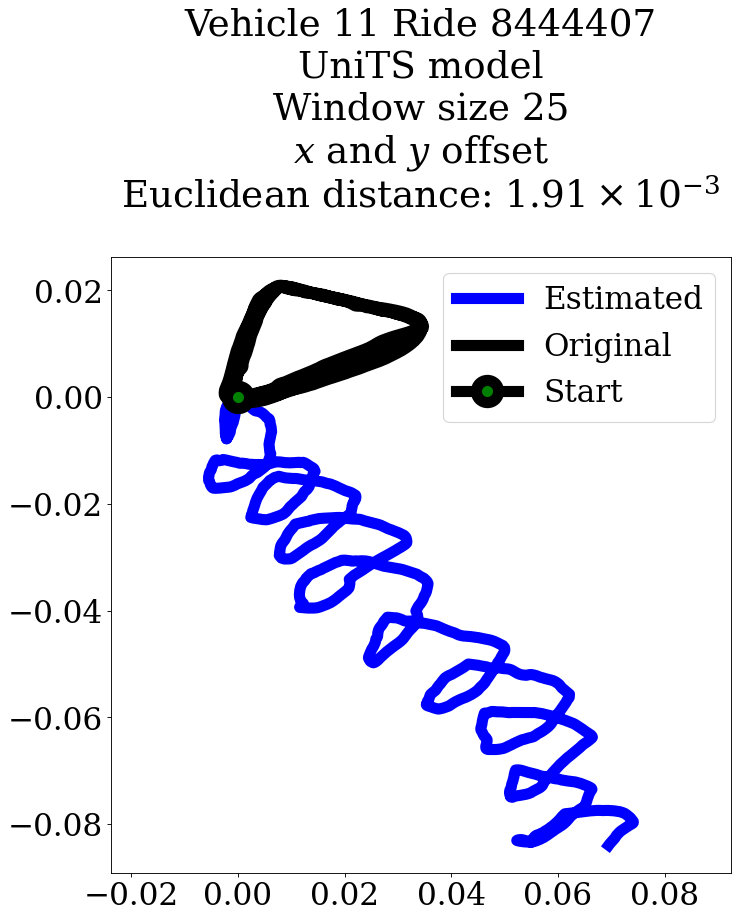 Vehicle 11 Ride 8444407
UniTS model
Window size 25
x and y offset
Euclidean distance: 1.91 × 10⁻³
Estimated
Original
Start
0.02
0.00
−0.02
−0.04
−0.06
−0.08
−0.02 0.00 0.02 0.04 0.06 0.08